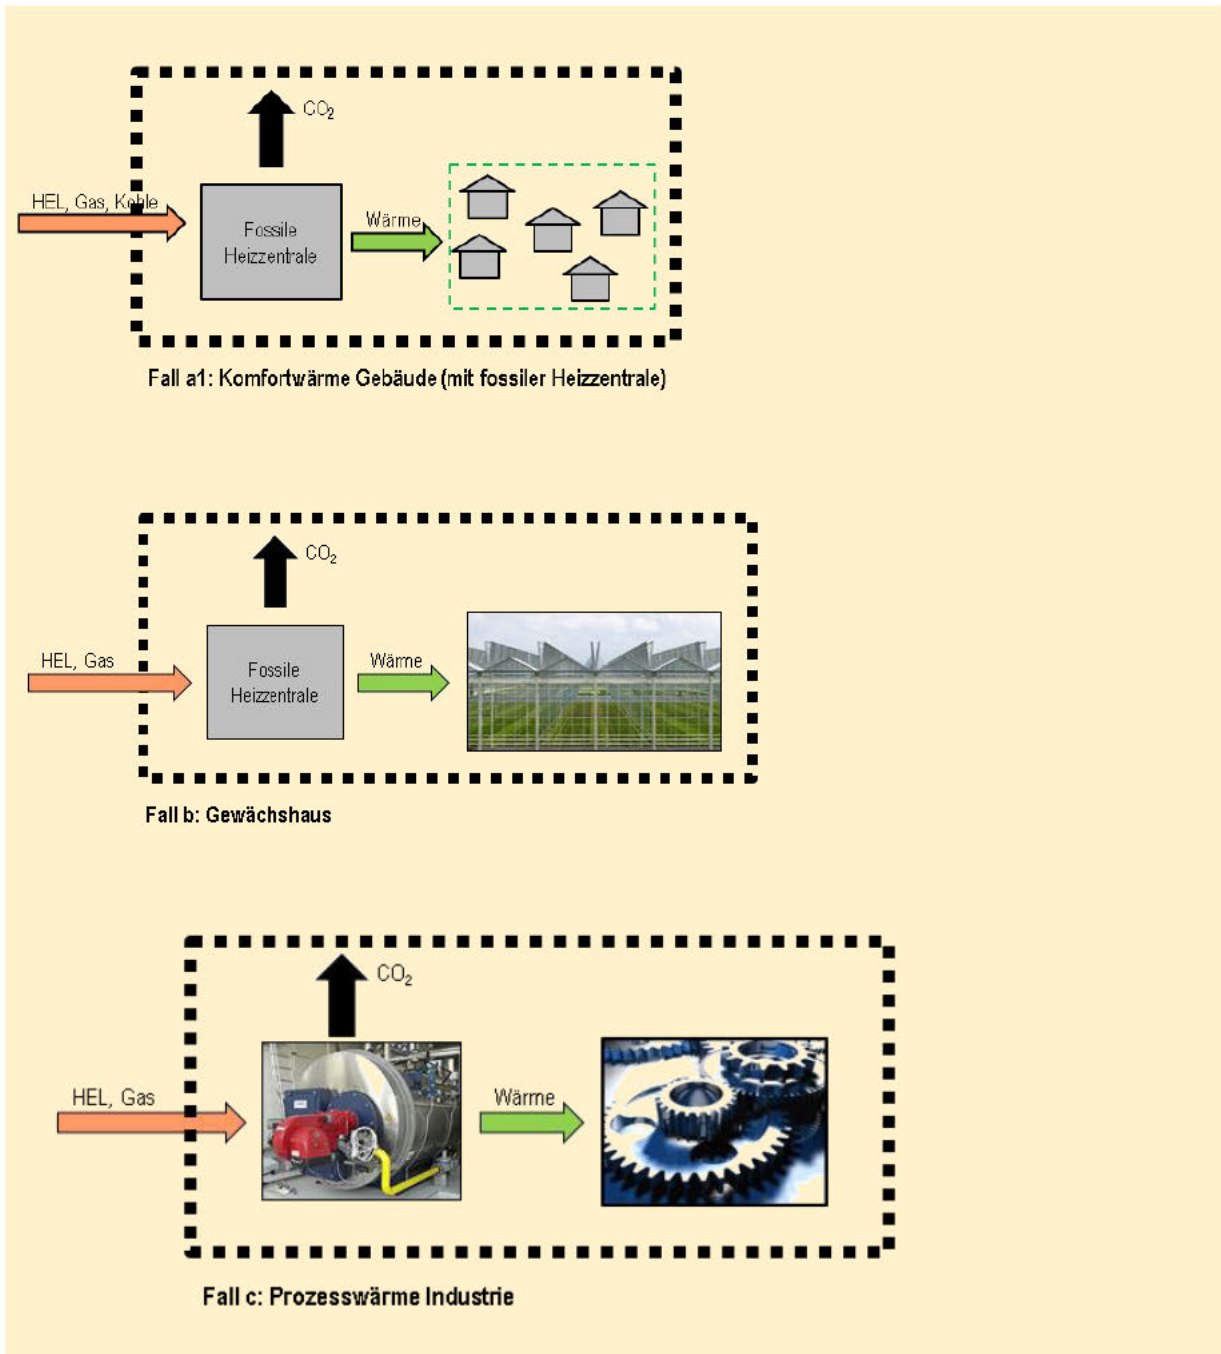 CO₂
HEL, Gas, Kohle
Fossile
Heizzentrale
Wärme
Fall a1: Komfortwärme Gebäude (mit fossiler Heizzentrale)
CO₂
HEL, Gas
Fossile
Heizzentrale
Wärme
Fall b: Gewächshaus
CO₂
HEL, Gas
Wärme
Fall c: Prozesswärme Industrie